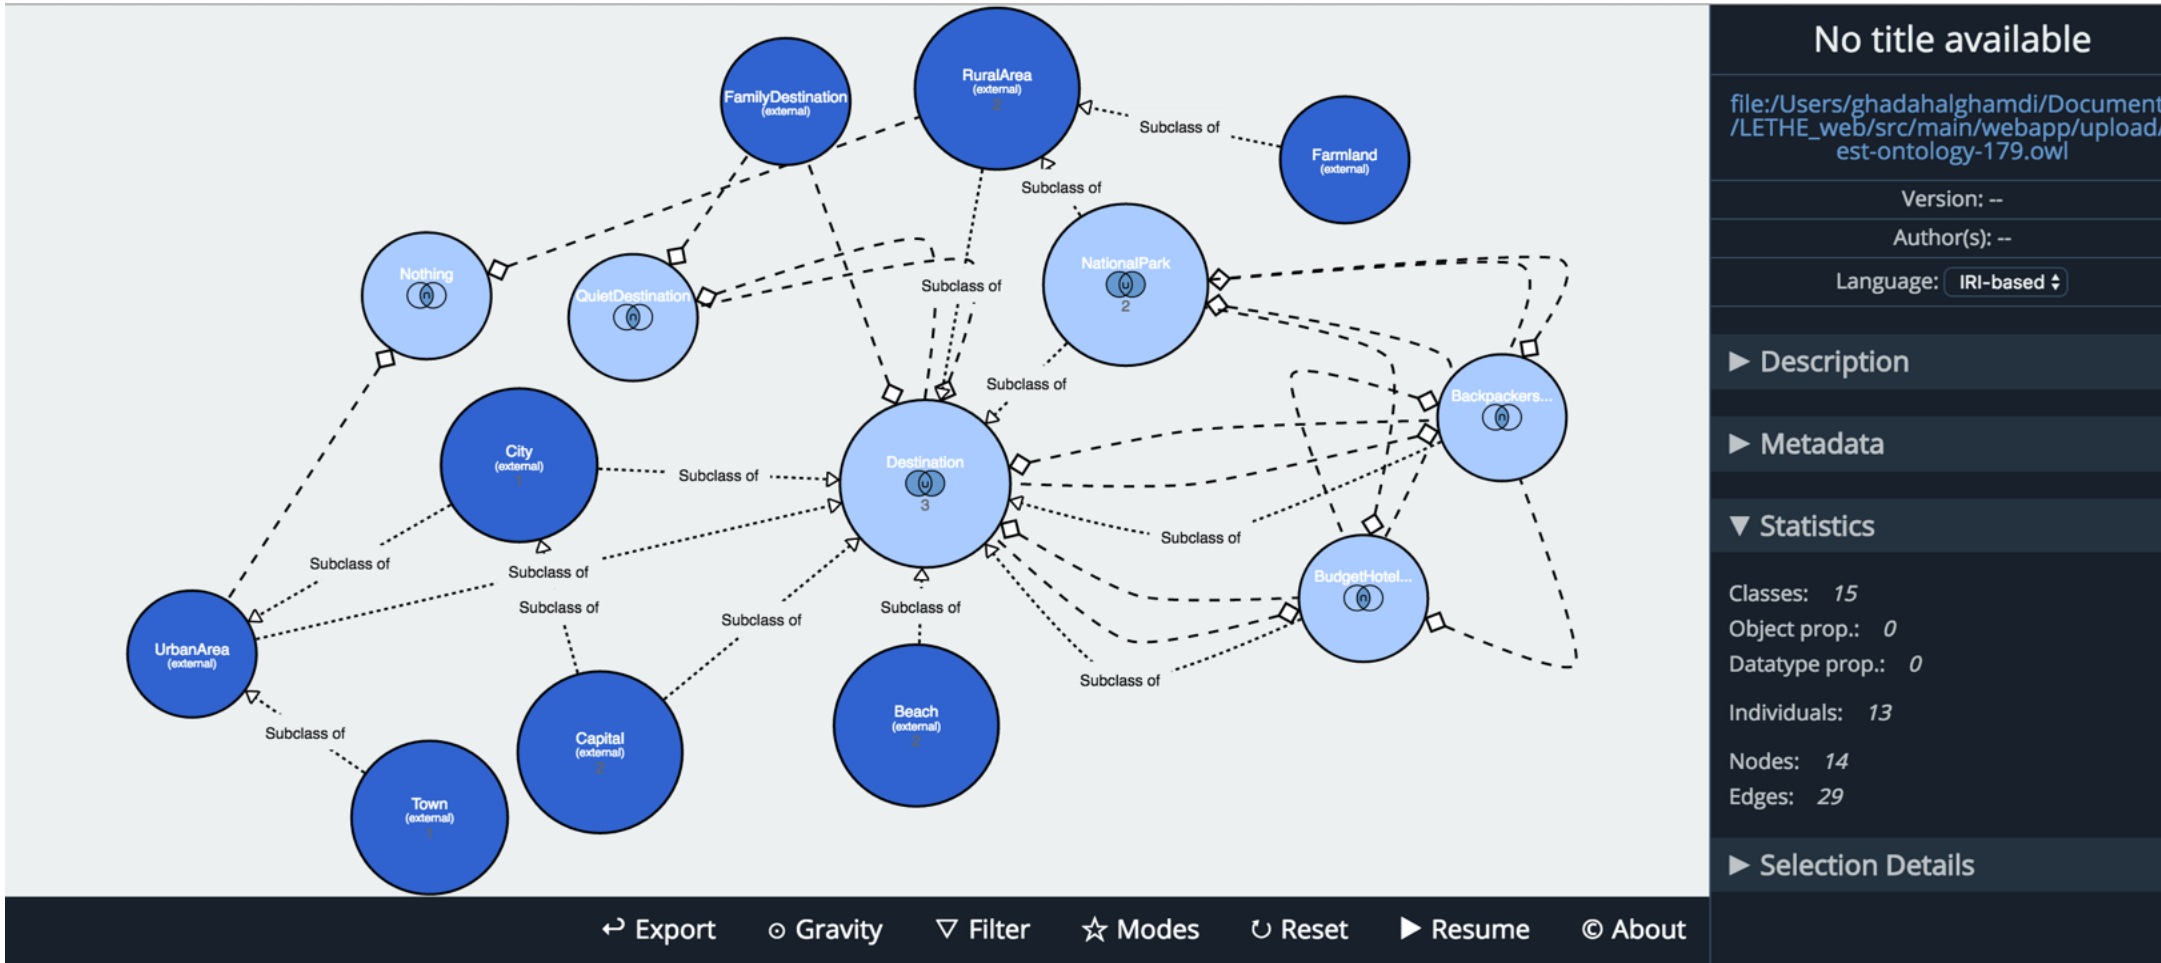 FamilyDestination
(external)
RuralArea
(external)
2
Subclass of
Farmland
(external)
Subclass of
Nothing
QuietDestination
Subclass of
NationalPark
2
Subclass of
Backpackers...
City
(external)
1
Subclass of
Destination
3
Subclass of
Subclass of
Subclass of
Subclass of
Subclass of
Subclass of
BudgetHotel...
UrbanArea
(external)
Subclass of
Subclass of
Capital
(external)
2
Beach
(external)
2
Town
(external)
1
No title available
file:/Users/ghadahalghamdi/Document
/LETHE_web/src/main/webapp/upload/
est-ontology-179.owl
Version: --
Author(s): --
Language: IRI-based
Description
Metadata
Statistics
Classes: 15
Object prop.: 0
Datatype prop.: 0
Individuals: 13
Nodes: 14
Edges: 29
Selection Details
Export Gravity Filter Modes Reset Resume © About